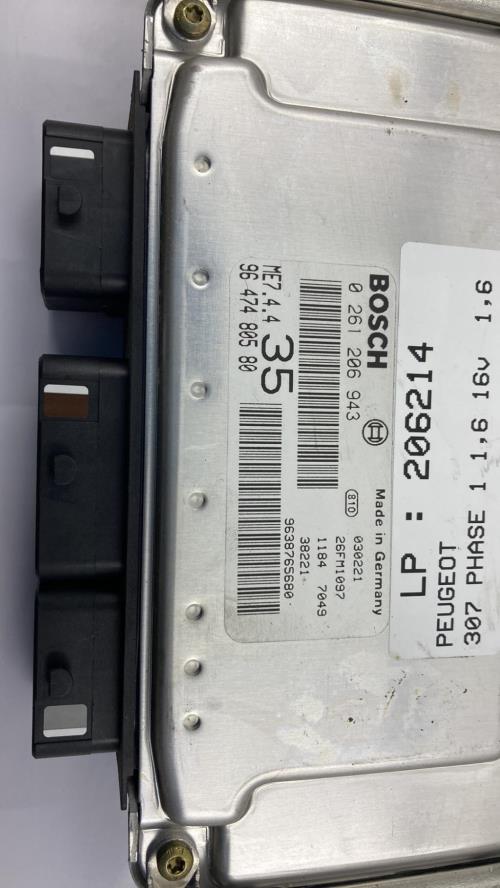 BOSCH
0 261 206 943
ME7.4.4
96 474 805 80
35
810
Made in Germany
030221
26FM1097
1184 7049
38221
9638765680
LP : 206214
PEUGEOT
307 PHASE 1 1,6 16v 1,6